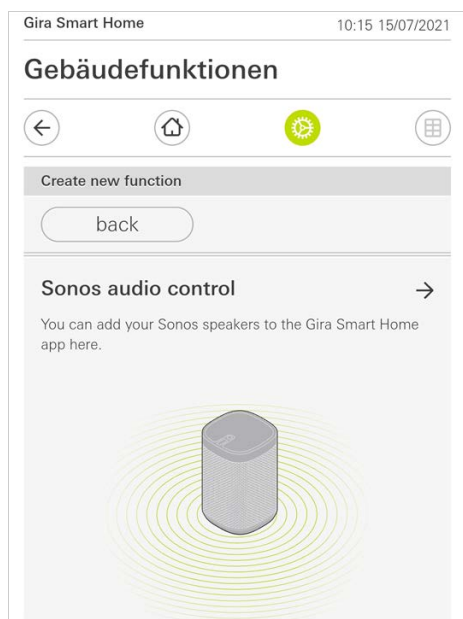 Gira Smart Home 10:15 15/07/2021
Gebäudefunktionen
Create new function
back
Sonos audio control
You can add your Sonos speakers to the Gira Smart Home
app here.